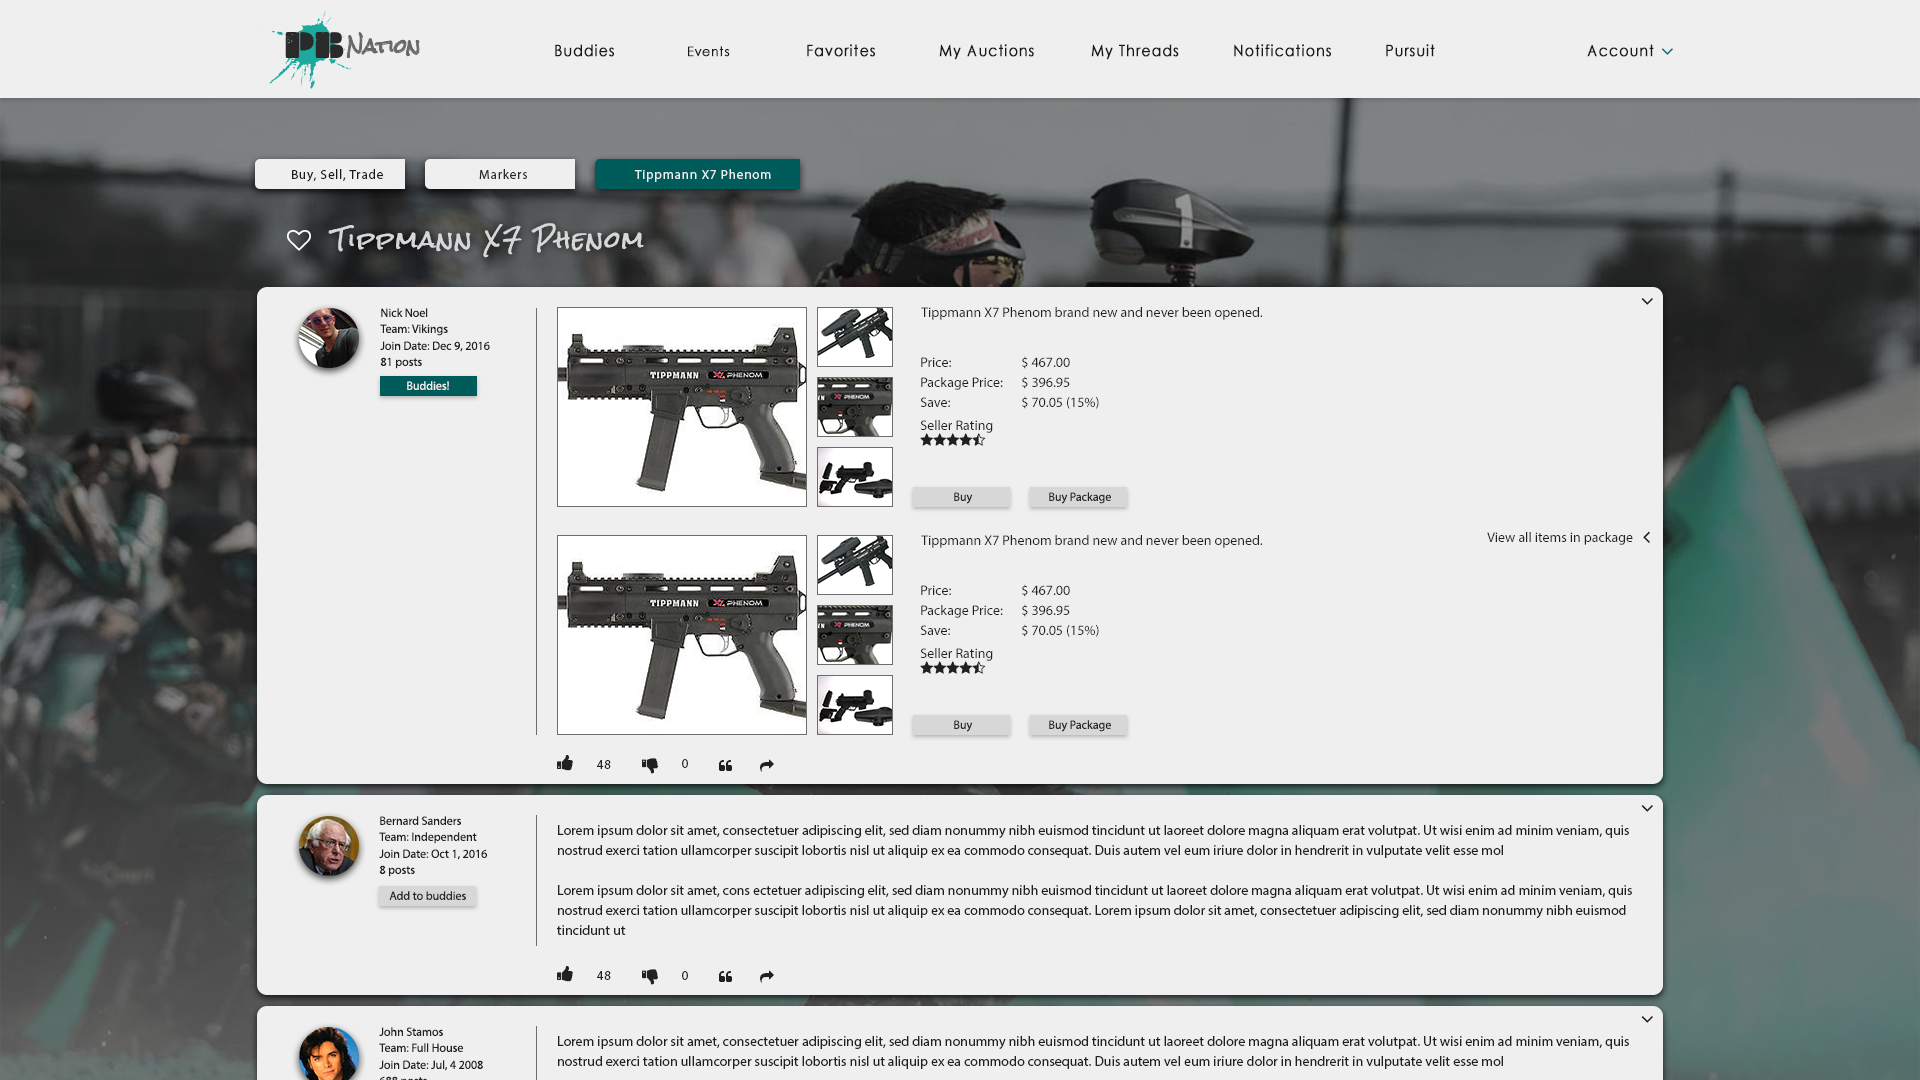 PB Nation
Buddies
Events
Favorites
My Auctions
My Threads
Notifications
Pursuit
Account
Buy, Sell, Trade
Markers
Tippmann X7 Phenom
Tippmann X7 Phenom
Nick Noel
Team: Vikings
Join Date: Dec 9, 2016
81 posts
Buddies!
TIPPMANN X7 PHENOM
X7 PHENOM
Tippmann X7 Phenom brand new and never been opened.
Price: $ 467.00
Package Price: $ 396.95
Save: $ 70.05 (15%)
Seller Rating
Buy
Buy Package
TIPPMANN X7 PHENOM
X7 PHENOM
Tippmann X7 Phenom brand new and never been opened.
View all items in package
Price: $ 467.00
Package Price: $ 396.95
Save: $ 70.05 (15%)
Seller Rating
Buy
Buy Package
48
0
Bernard Sanders
Team: Independent
Join Date: Oct 1, 2016
8 posts
Add to buddies
Lorem ipsum dolor sit amet, consectetuer adipiscing elit, sed diam nonummy nibh euismod tincidunt ut laoreet dolore magna aliquam erat volutpat. Ut wisi enim ad minim veniam, quis
nostrud exerci tation ullamcorper suscipit lobortis nisl ut aliquip ex ea commodo consequat. Duis autem vel eum iriure dolor in hendrerit in vulputate velit esse mol
Lorem ipsum dolor sit amet, cons ectetuer adipiscing elit, sed diam nonummy nibh euismod tincidunt ut laoreet dolore magna aliquam erat volutpat. Ut wisi enim ad minim veniam, quis
nostrud exerci tation ullamcorper suscipit lobortis nisl ut aliquip ex ea commodo consequat. Lorem ipsum dolor sit amet, consectetuer adipiscing elit, sed diam nonummy nibh euismod
tincidunt ut
48
0
John Stamos
Team: Full House
Join Date: Jul, 4 2008
Lorem ipsum dolor sit amet, consectetuer adipiscing elit, sed diam nonummy nibh euismod tincidunt ut laoreet dolore magna aliquam erat volutpat. Ut wisi enim ad minim veniam, quis
nostrud exerci tation ullamcorper suscipit lobortis nisl ut aliquip ex ea commodo consequat. Duis autem vel eum iriure dolor in hendrerit in vulputate velit esse mol
1